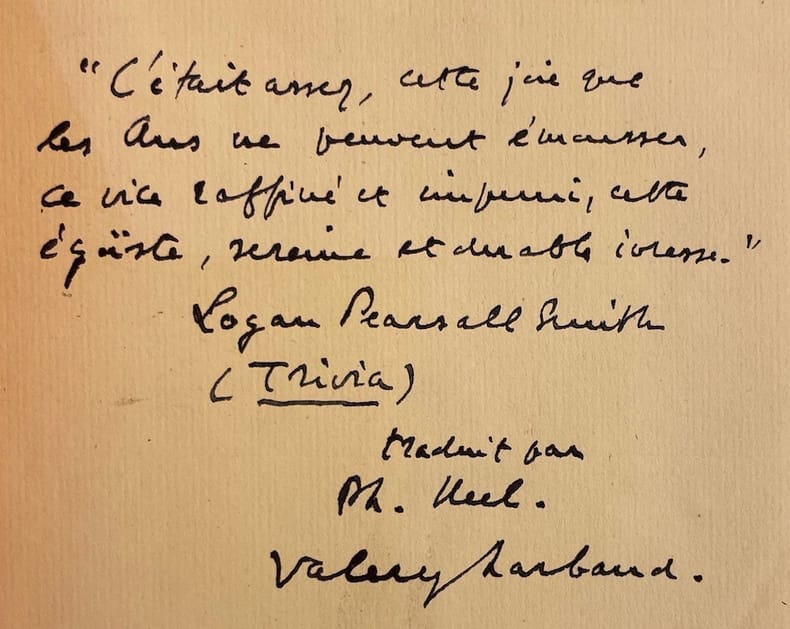 "C'était assez, cette joie que
les Ans ne peuvent émousser,
ce vice raffiné et impuni, cette
égoïste, sereine et durable ivresse."
Logan Pearsall Smith
(Trivia)
traduit par
Ph. Neel.
Valery Larbaud.